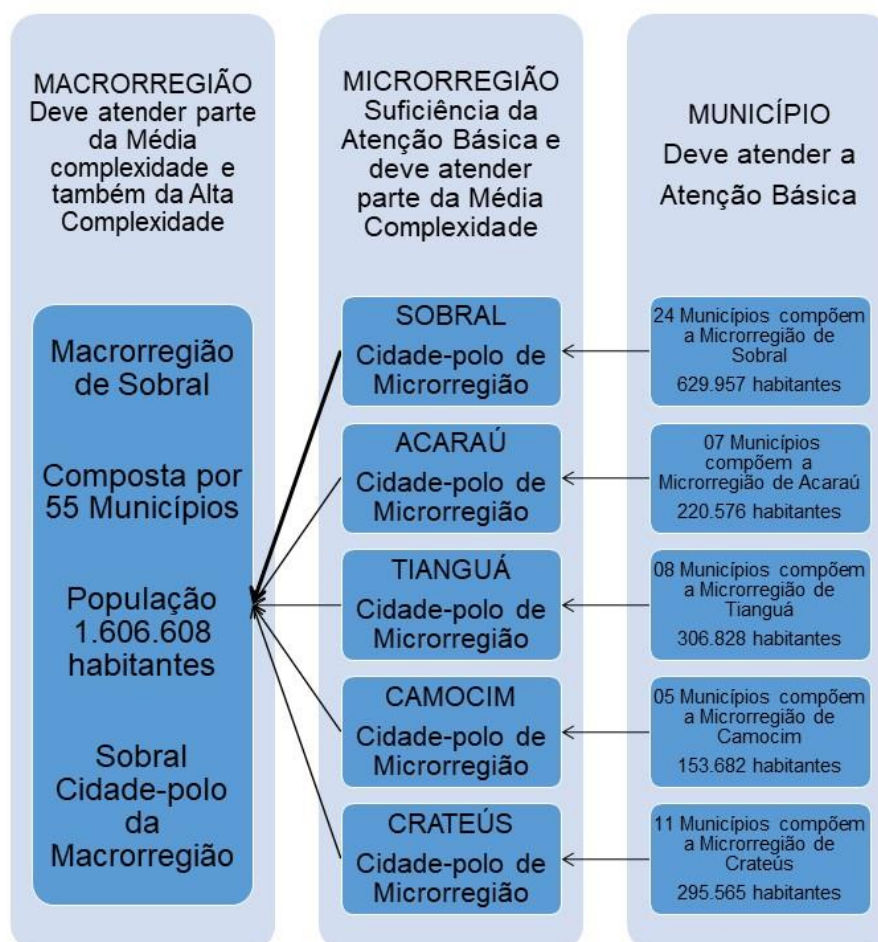 MACRORREGIÃO
Deve atender parte
da Média
complexidade e
também da Alta
Complexidade
Macrorregião
de Sobral
Composta por
55 Municípios
População
1.606.608
habitantes
Sobral
Cidade-polo
da
Macrorregião
MICRORREGIÃO
Suficiência da
Atenção Básica e
deve atender
parte da Média
Complexidade
SOBRAL
Cidade-polo de
Microrregião
ACARAÚ
Cidade-polo de
Microrregião
TIANGUÁ
Cidade-polo de
Microrregião
CAMOCIM
Cidade-polo de
Microrregião
CRATEÚS
Cidade-polo de
Microrregião
MUNICÍPIO
Deve atender a
Atenção Básica
24 Municípios compõem
a Microrregião de
Sobral
629.957 habitantes
07 Municípios
compõem a
Microrregião de Acaraú
220.576 habitantes
08 Municípios compõem
a Microrregião de
Tianguá
306.828 habitantes
05 Municípios compõem
a Microrregião de
Camocim
153.682 habitantes
11 Municípios compõem
a Microrregião de
Crateús
295.565 habitantes